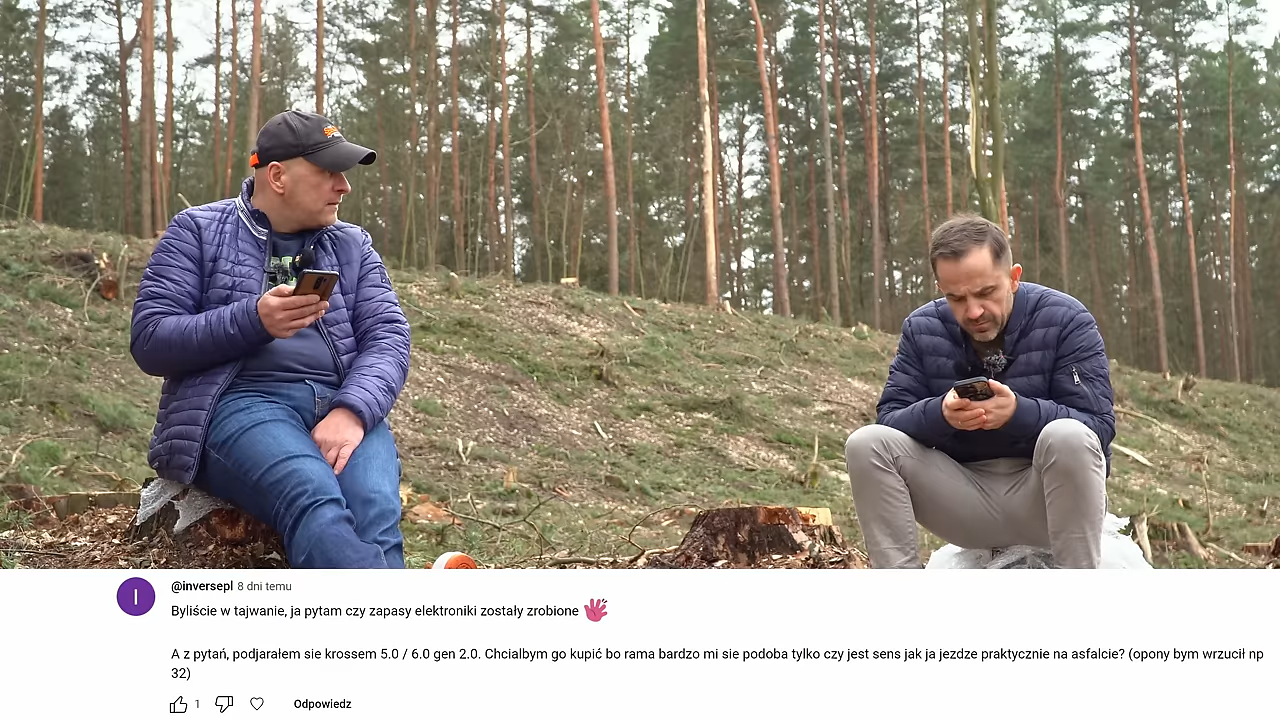 I
@inversepl 8 dni temu
Byliście w tajwanie, ja pytam czy zapasy elektroniki zostały zrobione
A z pytań, podjarałem sie krossem 5.0 / 6.0 gen 2.0. Chcialbym go kupić bo rama bardzo mi sie podoba tylko czy jest sens jak ja jezdze praktycznie na asfalcie? (opony bym wrzucił np
32)
1
Odpowiedz